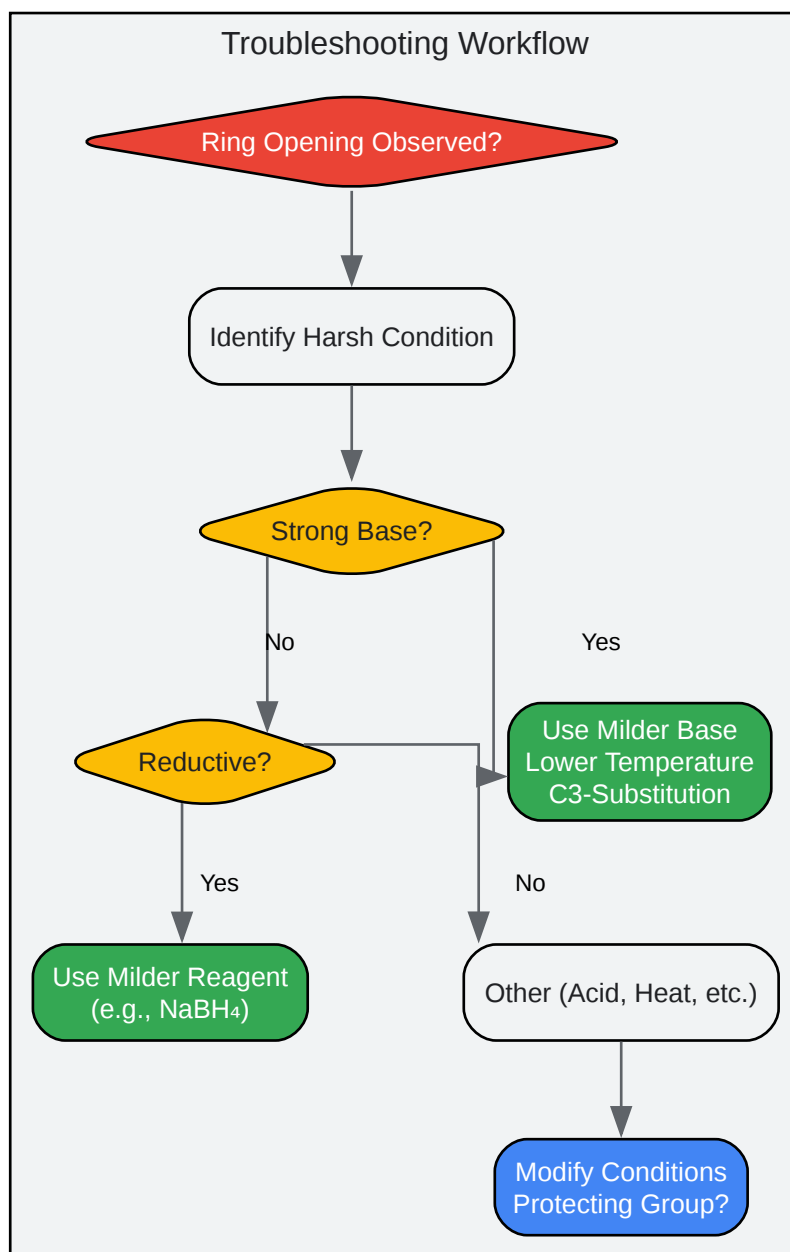 Troubleshooting Workflow
Ring Opening Observed?
Identify Harsh Condition
Strong Base?
No
Yes
Use Milder Base
Lower Temperature
C3-Substitution
Reductive?
Yes
No
Use Milder Reagent
(e.g., NaBH₄)
Other (Acid, Heat, etc.)
Modify Conditions
Protecting Group?